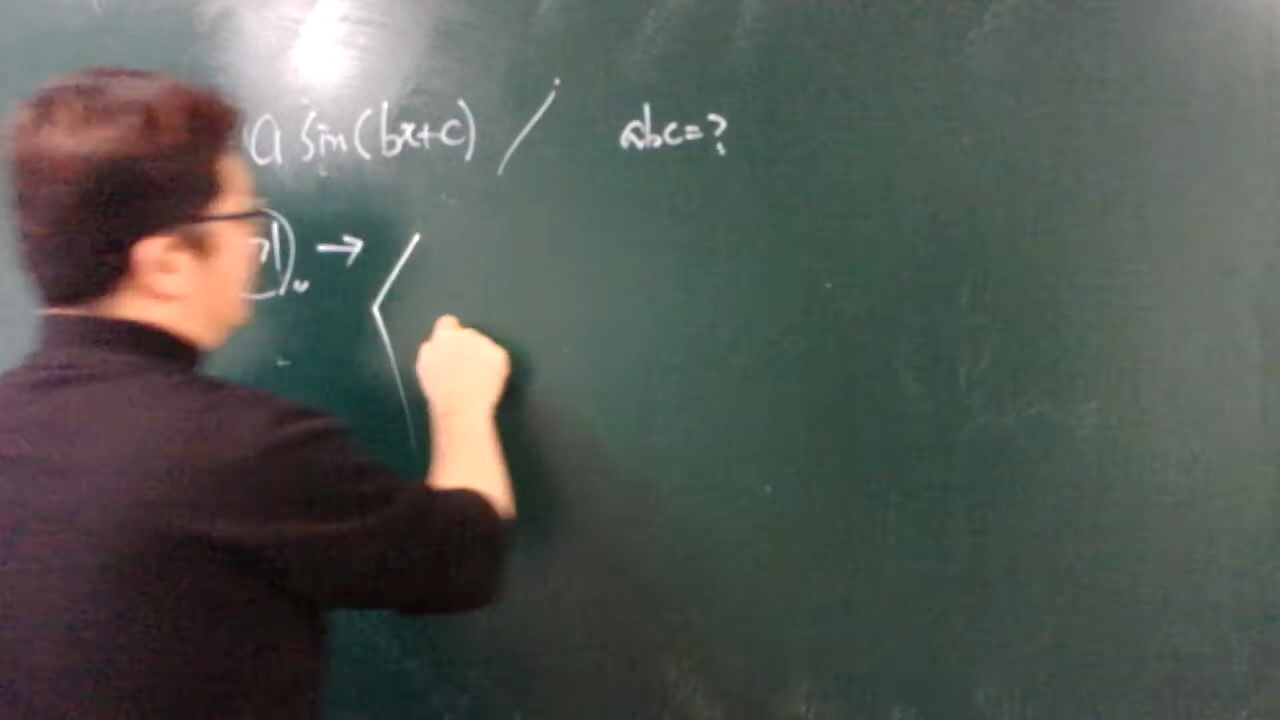 a sin(bx+c) / abc=?
→